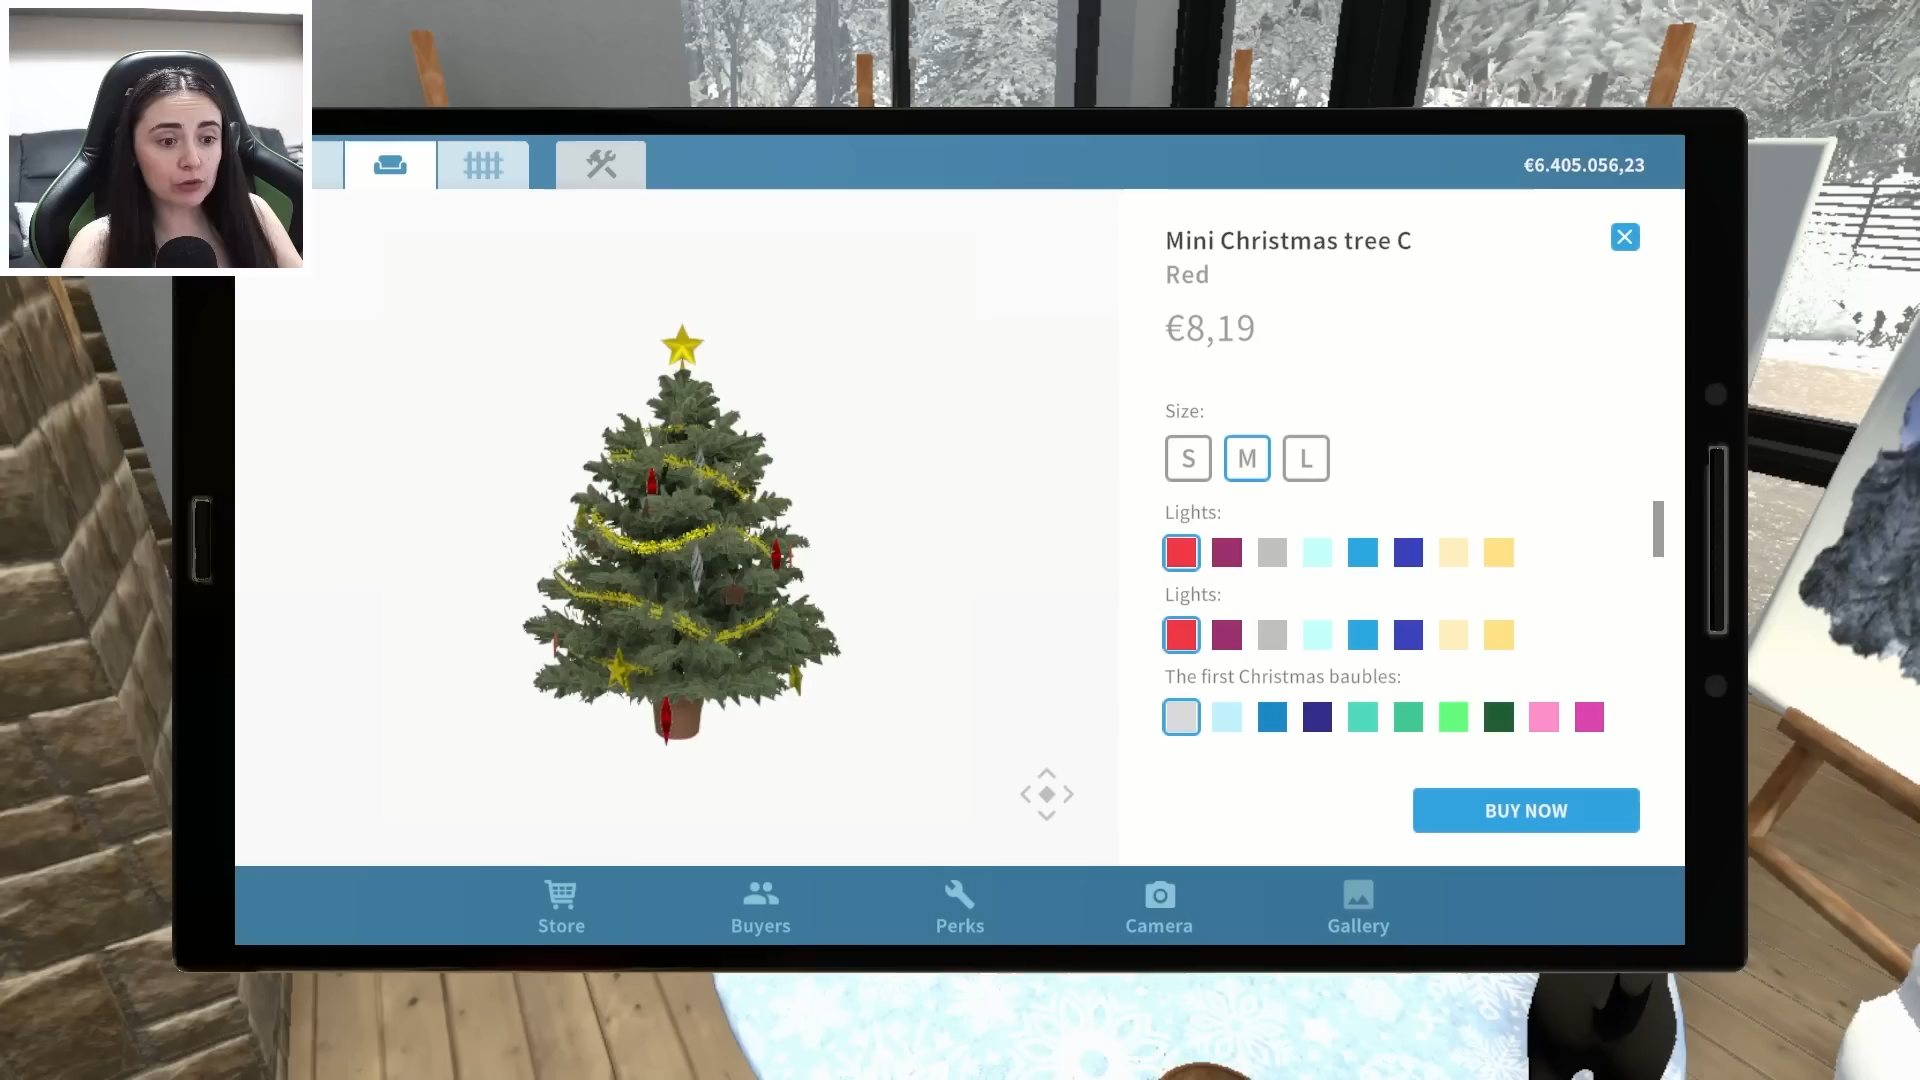 €6.405.056,23
Mini Christmas tree C
Red
€8,19
Size:
S M L
Lights:
Lights:
The first Christmas baubles:
BUY NOW
Store Buyers Perks Camera Gallery